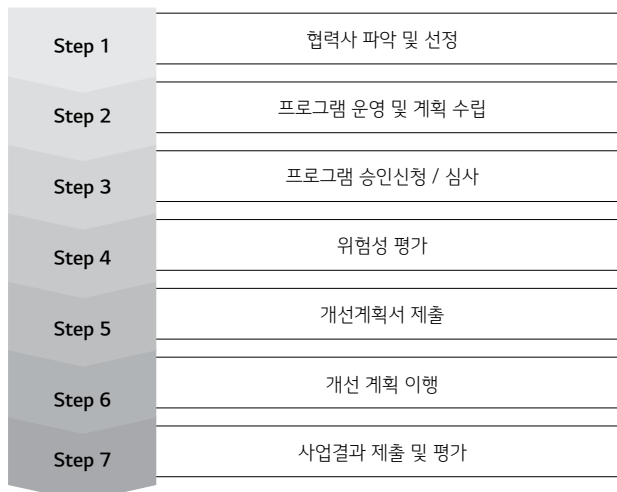 Step 1
협력사 파악 및 선정
Step 2
프로그램 운영 및 계획 수립
Step 3
프로그램 승인신청 / 심사
Step 4
위험성 평가
Step 5
개선계획서 제출
Step 6
개선 계획 이행
Step 7
사업결과 제출 및 평가